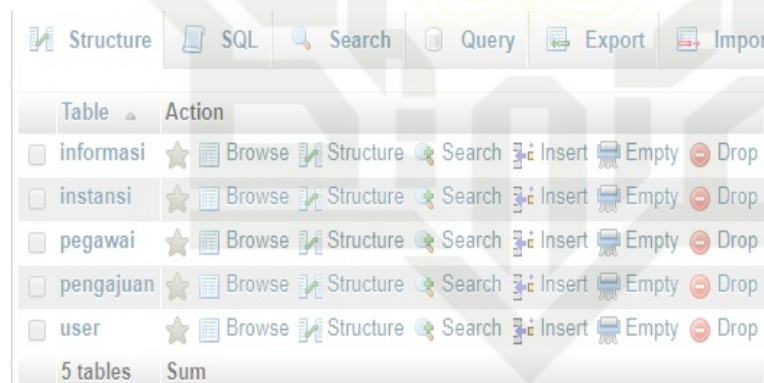 Structure SQL Search Query Export Impor
Table Action
informasi Browse Structure Search Insert Empty Drop
instansi Browse Structure Search Insert Empty Drop
pegawai Browse Structure Search Insert Empty Drop
pengajuan Browse Structure Search Insert Empty Drop
user Browse Structure Search Insert Empty Drop
5 tables Sum